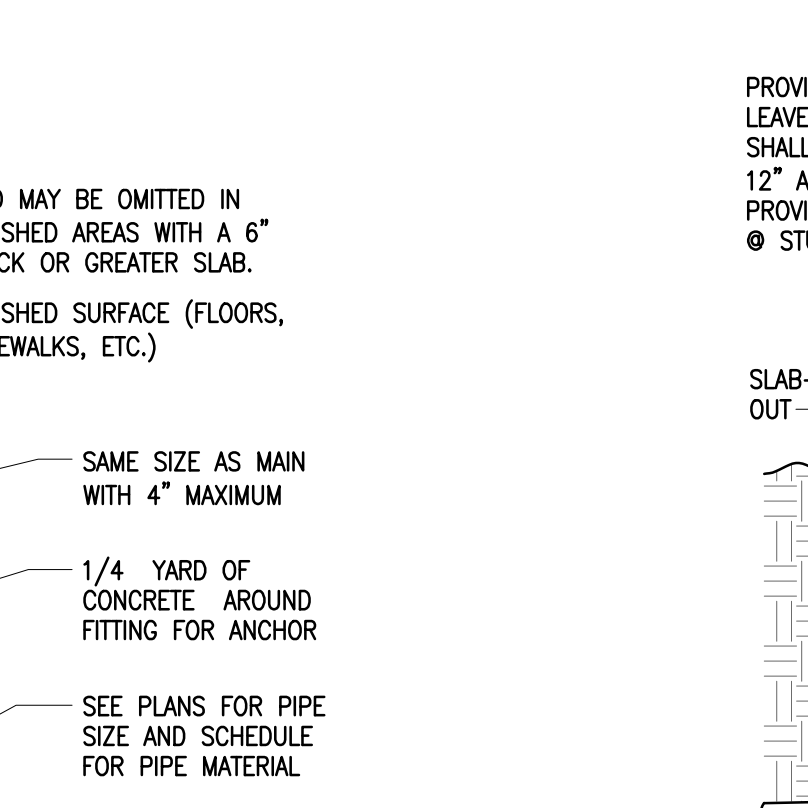 MAY BE OMITTED IN
SHED AREAS WITH A 6”
CK OR GREATER SLAB.
SHED SURFACE (FLOORS,
EWALKS, ETC.)
SAME SIZE AS MAIN
WITH 4” MAXIMUM
1/4 YARD OF
CONCRETE AROUND
FITTING FOR ANCHOR
SEE PLANS FOR PIPE
SIZE AND SCHEDULE
FOR PIPE MATERIAL
PROVI
LEAVE
SHALL
12” A
PROVI
@ STU
SLAB-
OUT